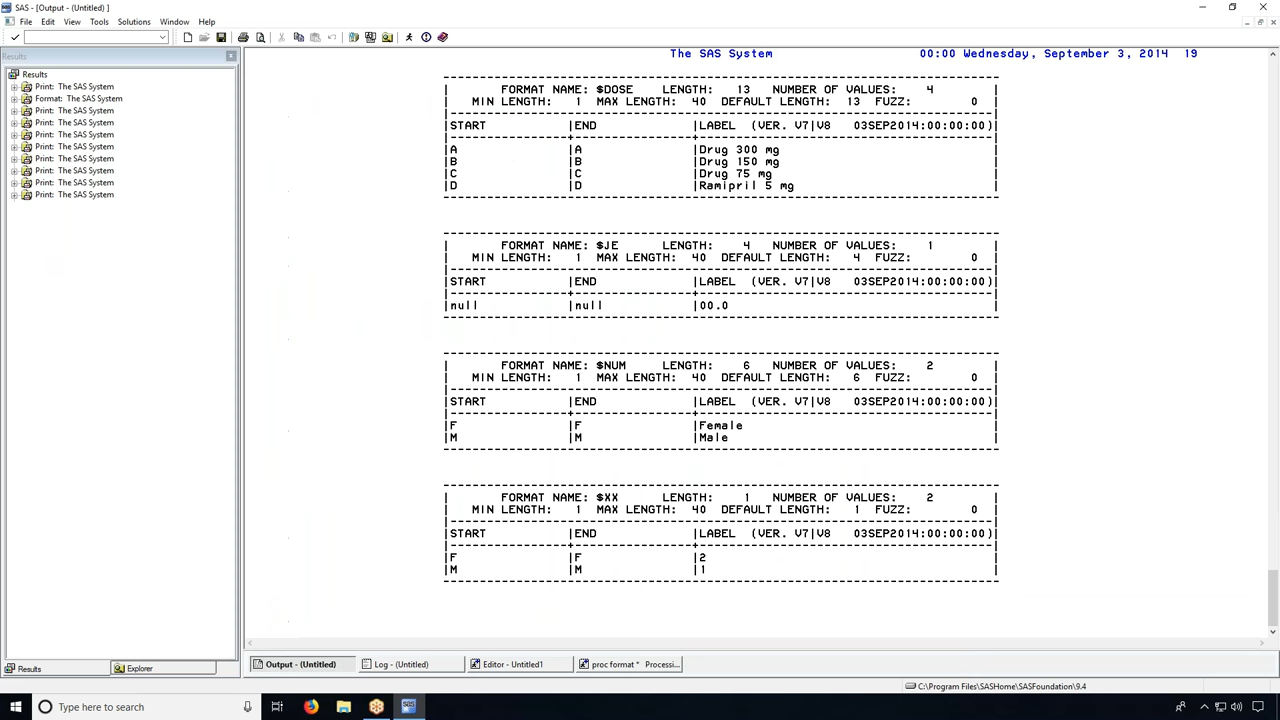 SAS - [Output - (Untitled)]
File Edit View Tools Solutions Window Help
Results
Results
Print: The SAS System
Format: The SAS System
Print: The SAS System
Print: The SAS System
Print: The SAS System
Print: The SAS System
Print: The SAS System
Print: The SAS System
Print: The SAS System
Print: The SAS System
The SAS System 00:00 Wednesday, September 3, 2014 19
FORMAT NAME: $DOSE LENGTH: 13 NUMBER OF VALUES: 4
MIN LENGTH: 1 MAX LENGTH: 40 DEFAULT LENGTH: 13 FUZZ: 0
START |END |LABEL (VER. V7|V8 03SEP2014:00:00:00)|
A |A |Drug 300 mg
B |B |Drug 150 mg
C |C |Drug 75 mg
D |D |Ramipril 5 mg
FORMAT NAME: $JE LENGTH: 4 NUMBER OF VALUES: 1
MIN LENGTH: 1 MAX LENGTH: 40 DEFAULT LENGTH: 4 FUZZ: 0
START |END |LABEL (VER. V7|V8 03SEP2014:00:00:00)|
null |null |00.0
FORMAT NAME: $NUM LENGTH: 6 NUMBER OF VALUES: 2
MIN LENGTH: 1 MAX LENGTH: 40 DEFAULT LENGTH: 6 FUZZ: 0
START |END |LABEL (VER. V7|V8 03SEP2014:00:00:00)|
F |F |Female
M |M |Male
FORMAT NAME: $XX LENGTH: 1 NUMBER OF VALUES: 2
MIN LENGTH: 1 MAX LENGTH: 40 DEFAULT LENGTH: 1 FUZZ: 0
START |END |LABEL (VER. V7|V8 03SEP2014:00:00:00)|
F |F |2
M |M |1
Results Explorer
Output - (Untitled) Log - (Untitled) Editor - Untitled1 proc format * Processi...
C:\Program Files\SASHome\SASFoundation\9.4
Type here to search